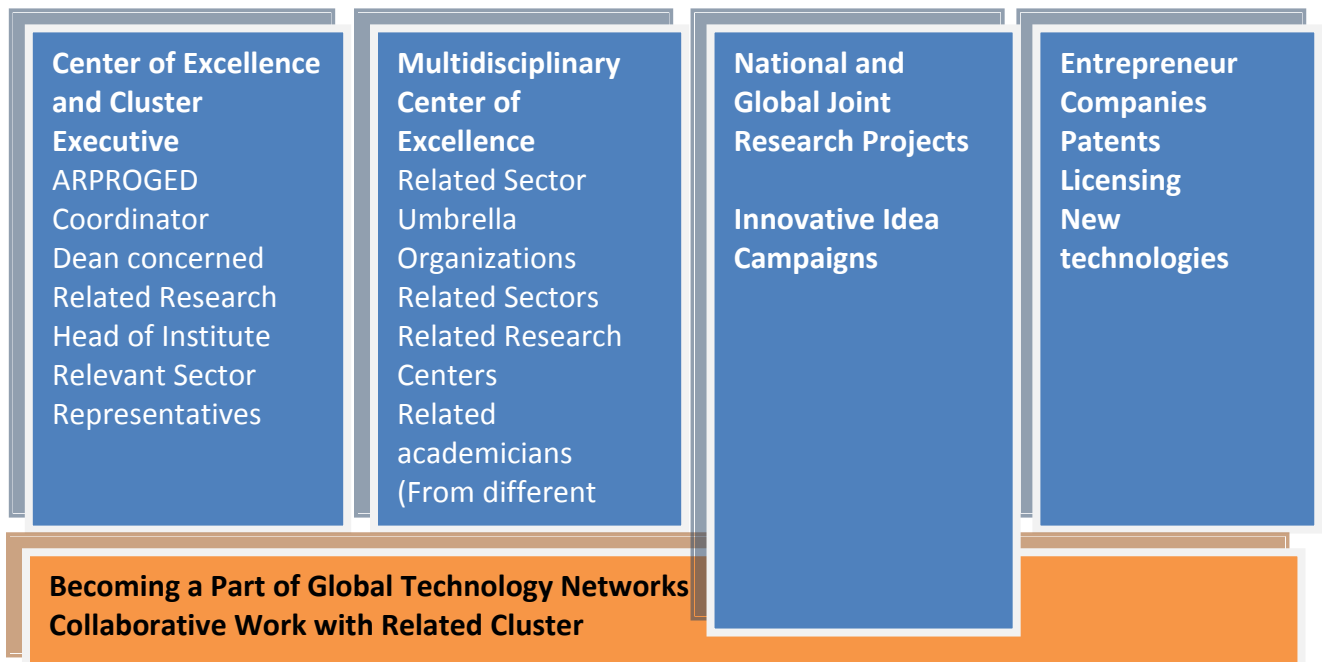 Center of Excellence
and Cluster
Executive
ARPROGED
Coordinator
Dean concerned
Related Research
Head of Institute
Relevant Sector
Representatives
Multidisciplinary
Center of
Excellence
Related Sector
Umbrella
Organizations
Related Sectors
Related Research
Centers
Related
academicians
(From different
National and
Global Joint
Research Projects
Innovative Idea
Campaigns
Entrepreneur
Companies
Patents
Licensing
New
technologies
Becoming a Part of Global Technology Networks
Collaborative Work with Related Cluster